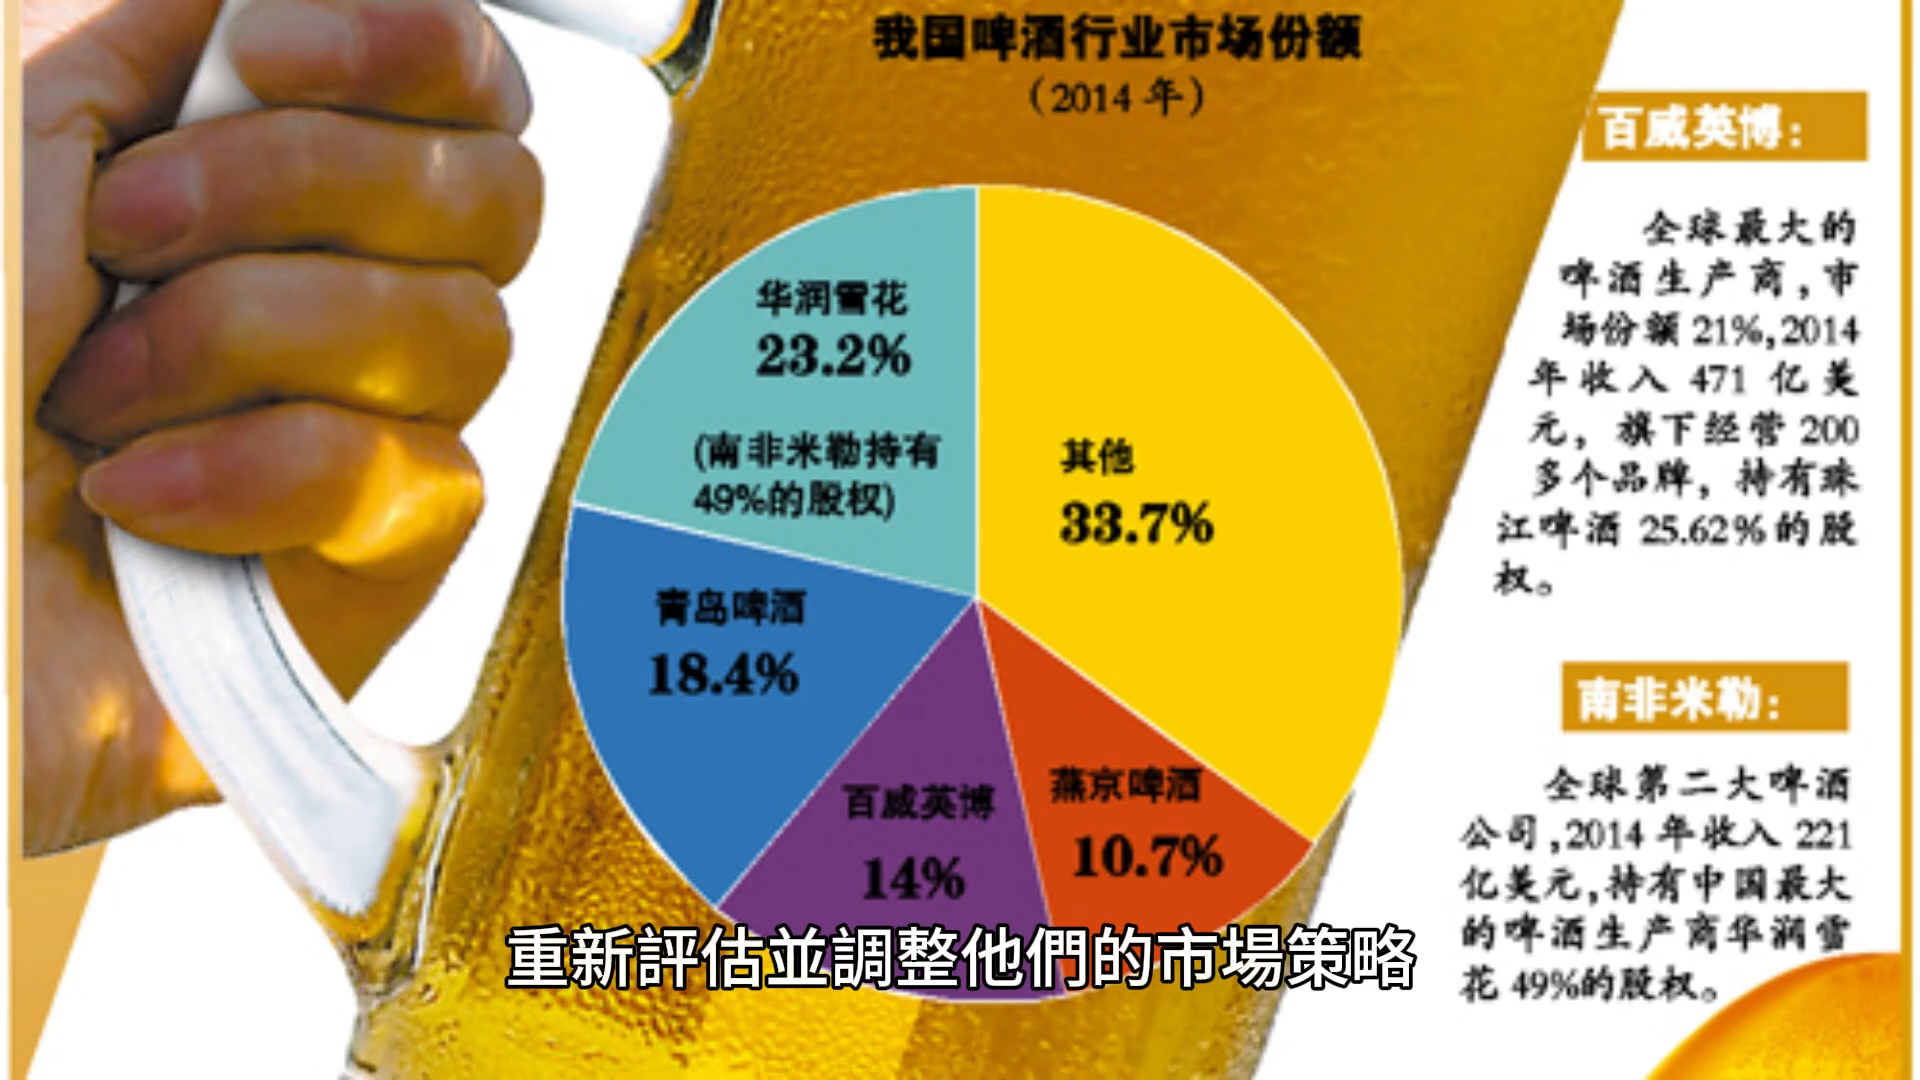 我国啤酒行业市场份额
（2014 年）
华润雪花
23.2%
(南非米勒持有
49%的股权)
其他
33.7%
青岛啤酒
18.4%
百威英博
14%
燕京啤酒
10.7%
百威英博：
全球最大的
啤酒生产商，市
场份额 21%，2014
年收入 471 亿美
元，旗下经营 200
多个品牌，持有珠
江啤酒 25.62%的股
权。
南非米勒：
全球第二大啤酒
公司，2014 年收入 221
亿美元，持有中国最大
的啤酒生产商华润雪
花 49%的股权。
重新評估並調整他們的市場策略